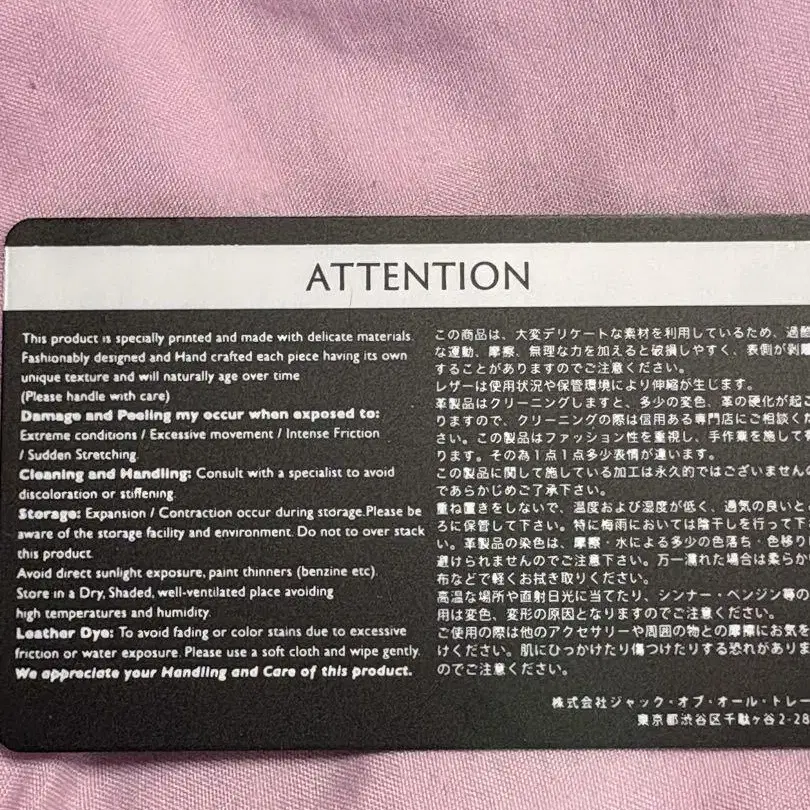 ATTENTION
This product is specially printed and made with delicate materials
Fashionably designed and Hand crafted each piece having its own
unique texture and will naturally age over time
(Please handle with care)
Damage and Peeling my occur when exposed to:
Extreme conditions / Excessive movement / Intense Friction
/ Sudden Stretching.
Cleaning and Handling: Consult with a specialist to avoid
discoloration or stiffening.
Storage: Expansion / Contraction occur during storage.Please be
aware of the storage facility and environment. Do not to over stack
this product.
Avoid direct sunlight exposure, paint thinners (benzine etc).
Store in a Dry, Shaded, well-ventilated place avoiding
high temperatures and humidity.
Leather Dye: To avoid fading or color stains due to excessive
friction or water exposure. Please use a soft cloth and wipe gently.
We appreciate your Handling and Care of this product.
この商品は、大変デリケートな素材を利用しているため、過酷
な運動、摩擦、無理な力を加えると破損しやすく、表側が剥離
することがありますのでご注意ください。
レザーは使用状況や保管環境により伸縮が生じます。
革製品はクリーニングしますと、多少の変色、革の硬化が起こ
りますので、クリーニングの際は信用ある専門店にご相談くだ
さい。この製品はファッション性を重視し、手作業を施して
ります。その為1点1点多少表情が違います。
この製品に関して施している加工は永久的ではございませんの
であらかじめご了承下さい。
重ね置きをしないで、温度および湿度が低く、通気の良いとこ
ろに保管して下さい。特に梅雨においては陰干しを行って下
い。革製品の染色は、摩擦・水による多少の色落ち・色移りは
避けられませんのでご注意下さい。万一濡れた場合は柔らか
布などで軽くお拭き取りください。
高温な場所や直射日光に当てたり、シンナー・ベンジン等の
用は変色、変形の原因となりますのでご注意ください。
ご使用の際は他のアクセサリーや周囲の物との摩擦にお気を
けください。肌にひっかけたり傷つけたりする恐れがありま
のでご注意ください。
株式会社ジャック・オブ・オール・トレー
東京都渋谷区千駄ヶ谷2-28